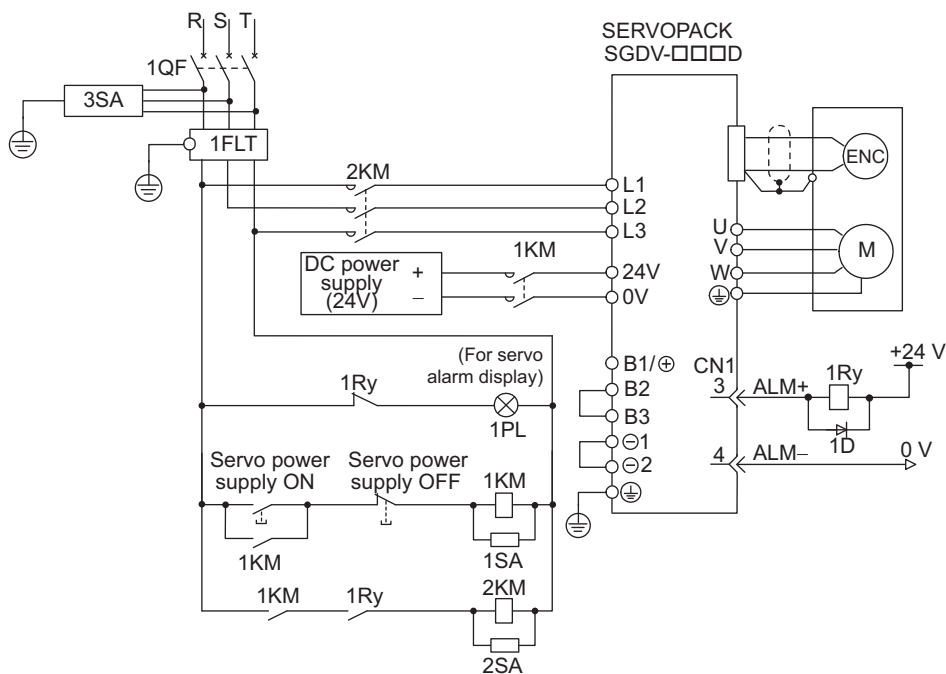 R S T
SERVOPACK
SGDV-□□□D
1QF
3SA
1FLT
ENC
2KM
L1
L2
L3
U
V
W
M
1KM
DC power
supply
(24V)
+
−
24V
0V
(For servo
alarm display)
B1/⊕
B2
B3
⊖1
⊖2
CN1
3
ALM+
1Ry
+24 V
1D
4
ALM−
0 V
1Ry
1PL
Servo power
supply ON
Servo power
supply OFF
1KM
1SA
1KM
1KM
1Ry
2KM
2SA